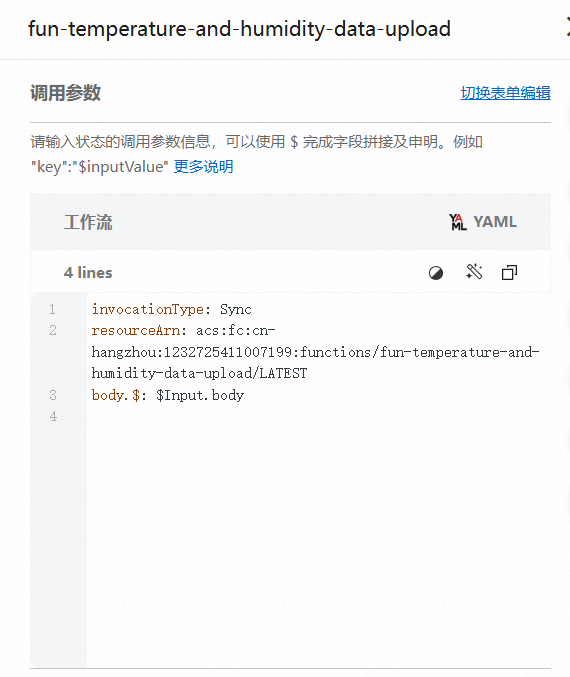 fun-temperature-and-humidity-data-upload
调用参数
切换表单编辑
请输入状态的调用参数信息，可以使用 $ 完成字段拼接及申明。例如
"key":"$inputValue" 更多说明
工作流
YAML YAML
4 lines
1 invocationType: Sync
2 resourceArn: acs:fc:cn-
hangzhou:1232725411007199:functions/fun-temperature-and-
humidity-data-upload/LATEST
3 body.$: $Input.body
4